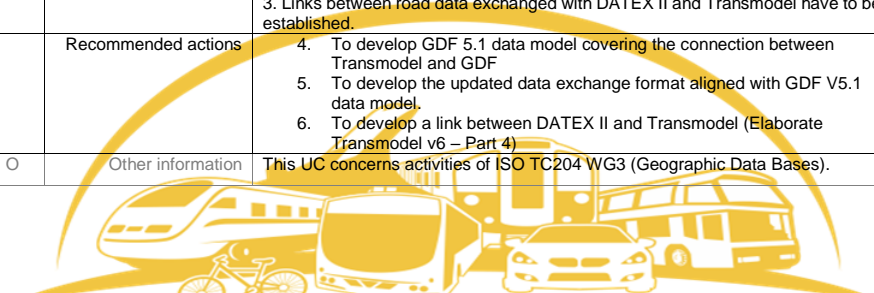 3. Links between road data exchanged with DATEX II and Transmodel have to be
established.
Recommended actions
4. To develop GDF 5.1 data model covering the connection between
Transmodel and GDF
5. To develop the updated data exchange format aligned with GDF V5.1
data model.
6. To develop a link between DATEX II and Transmodel (Elaborate
Transmodel v6 – Part 4)
O
Other information
This UC concerns activities of ISO TC204 WG3 (Geographic Data Bases).